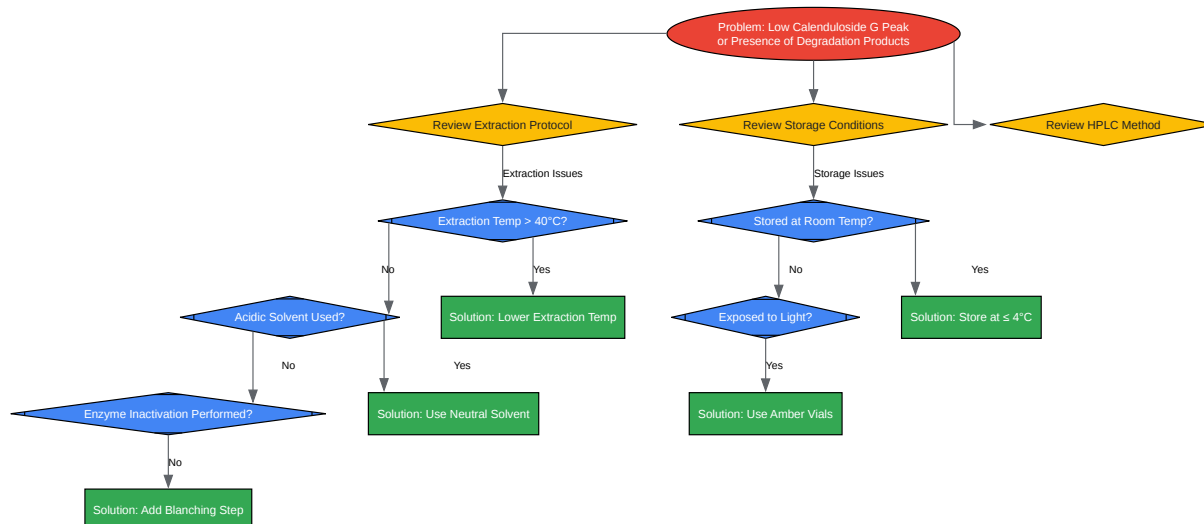 Problem: Low Calenduloside G Peak
or Presence of Degradation Products
Review Extraction Protocol
Review Storage Conditions
Review HPLC Method
Extraction Issues
Storage Issues
Extraction Temp > 40°C?
Stored at Room Temp?
No
Yes
No
Yes
Acidic Solvent Used?
Solution: Lower Extraction Temp
Exposed to Light?
Solution: Store at ≤ 4°C
No
Yes
Yes
Enzyme Inactivation Performed?
Solution: Use Neutral Solvent
Solution: Use Amber Vials
No
Solution: Add Blanching Step